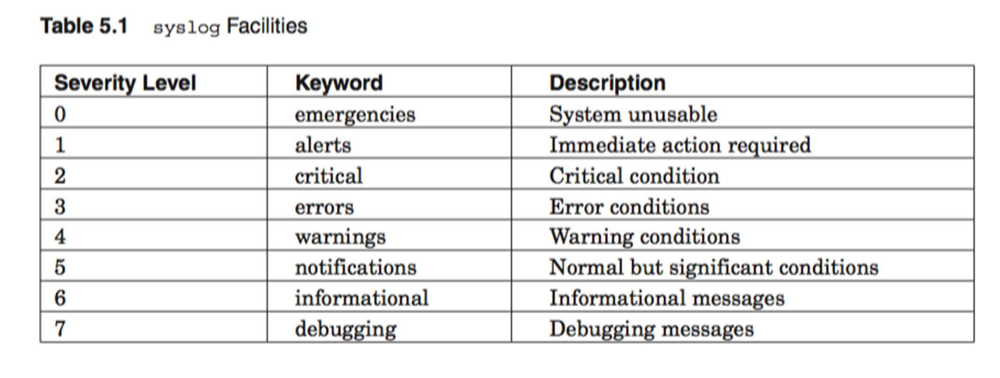 Table 5.1 syslog Facilities
Severity Level Keyword Description
0 emergencies System unusable
1 alerts Immediate action required
2 critical Critical condition
3 errors Error conditions
4 warnings Warning conditions
5 notifications Normal but significant conditions
6 informational Informational messages
7 debugging Debugging messages